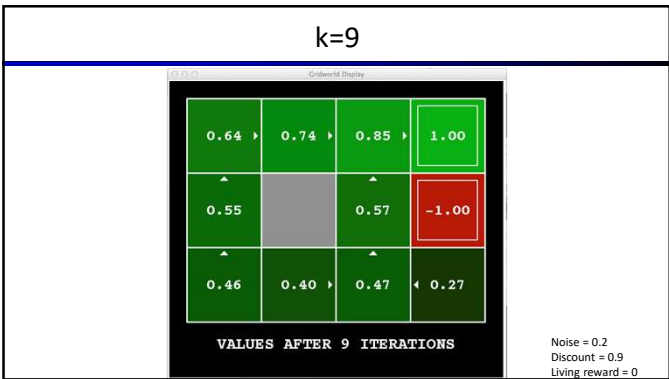 k=9
Gridworld Display
0.64 0.74 0.85 1.00
0.55 0.57 -1.00
0.46 0.40 0.47 0.27
VALUES AFTER 9 ITERATIONS
Noise = 0.2
Discount = 0.9
Living reward = 0